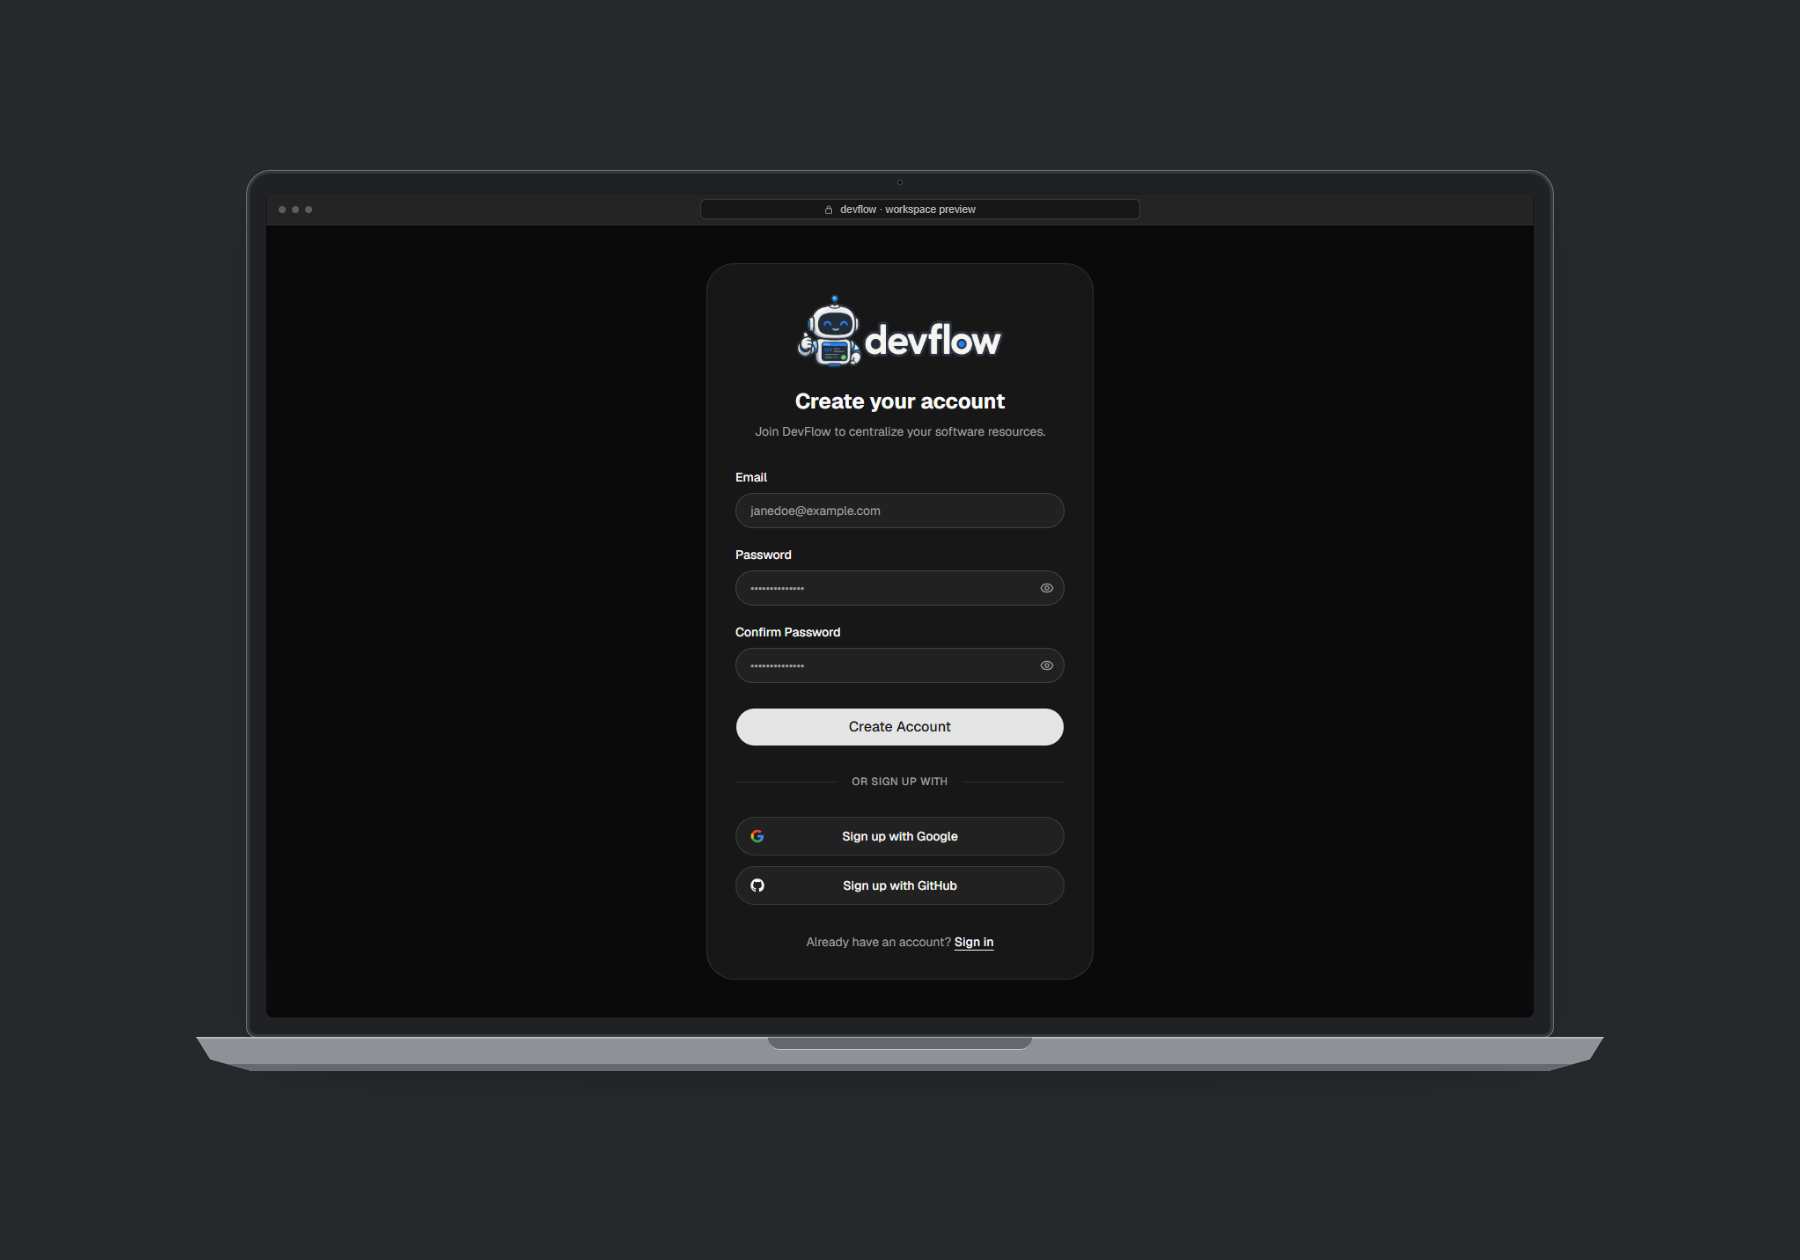 devflow · workspace preview
devflow
Create your account
Join DevFlow to centralize your software resources.
Email
janedoe@example.com
Password
••••••••••••••
Confirm Password
••••••••••••••
Create Account
OR SIGN UP WITH
Sign up with Google
Sign up with GitHub
Already have an account? Sign in